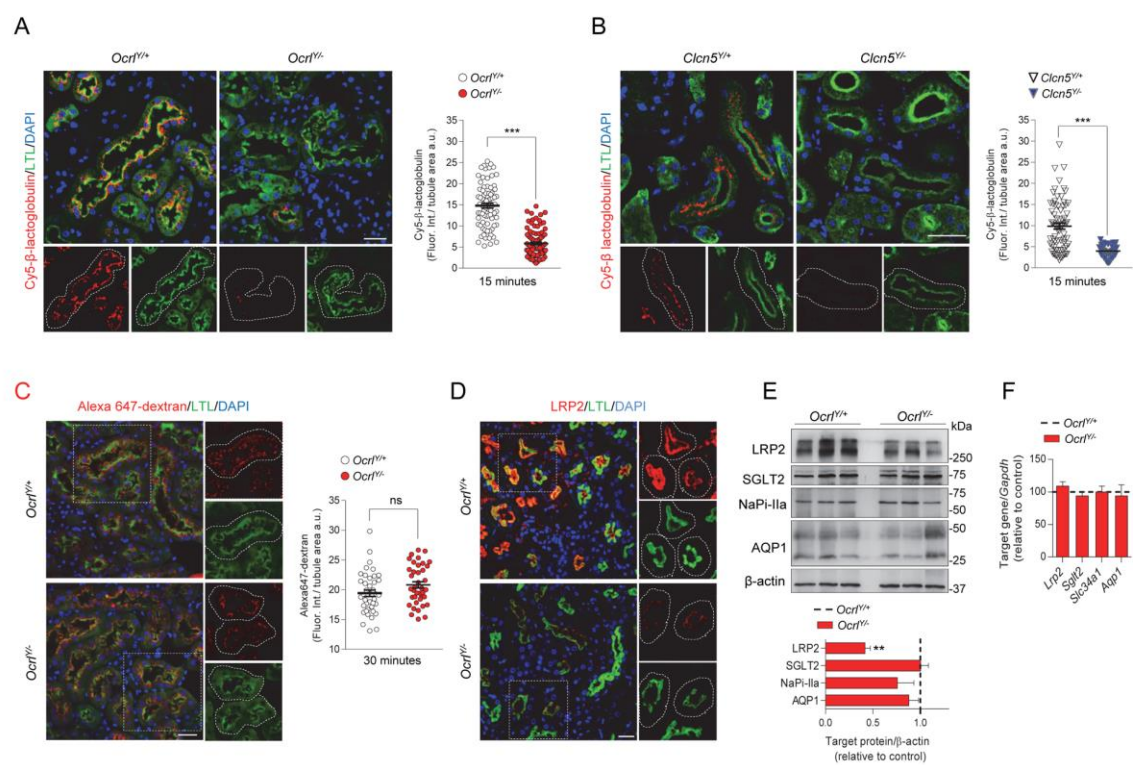 A
Ocrl^Y/+
Ocrl^Y/-
Cy5-β-lactoglobulin/LTL/DAPI
Ocrl^Y/+
Ocrl^Y/-
Cy5-β-lactoglobulin
(Fluor. Int./ tubule area a.u.)
35
30
25
20
15
10
5
0
***
15 minutes
B
Clcn5^Y/+
Clcn5^Y/-
Cy5-β-lactoglobulin/LTL/DAPI
Clcn5^Y/+
Clcn5^Y/-
Cy5-β-lactoglobulin
(Fluor. Int./ tubule area a.u.)
35
30
25
20
15
10
5
0
***
15 minutes
C
Alexa 647-dextran/LTL/DAPI
Ocrl^Y/+
Ocrl^Y/-
Ocrl^Y/+
Ocrl^Y/-
Alexa647-dextran
(Fluor. Int./ tubule area a.u.)
35
30
25
20
15
10
ns
30 minutes
D
LRP2/LTL/DAPI
Ocrl^Y/+
Ocrl^Y/-
E
Ocrl^Y/+
Ocrl^Y/-
kDa
LRP2
-250
SGLT2
-75
-75
NaPi-IIa
-50
-50
AQP1
-25
β-actin
-37
Ocrl^Y/+
Ocrl^Y/-
LRP2
**
SGLT2
NaPi-IIa
AQP1
0.0
0.5
1.0
Target protein/β-actin
(relative to control)
F
Ocrl^Y/+
Ocrl^Y/-
Target gene/Gapdh
(relative to control)
150
100
50
0
Lrp2
Sglt2
Slc34a1
Aqp1